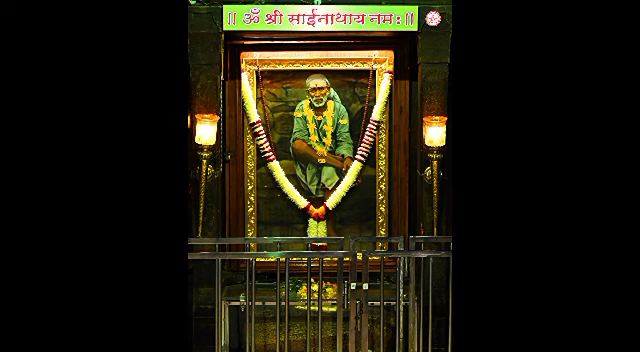 || ॐ श्री साईनाथाय नमः ||